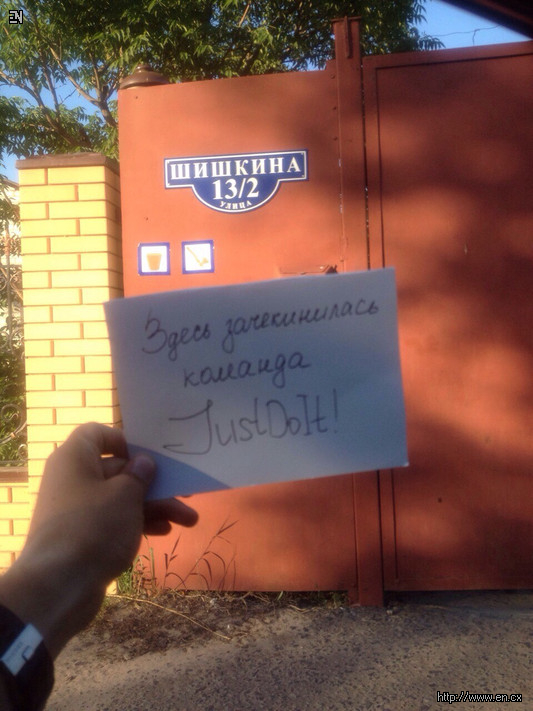 EN
ШИШКИНА
13/2
УЛИЦА
Здесь зачекинилась
команда
JustDoIt!
http://www.en.cx